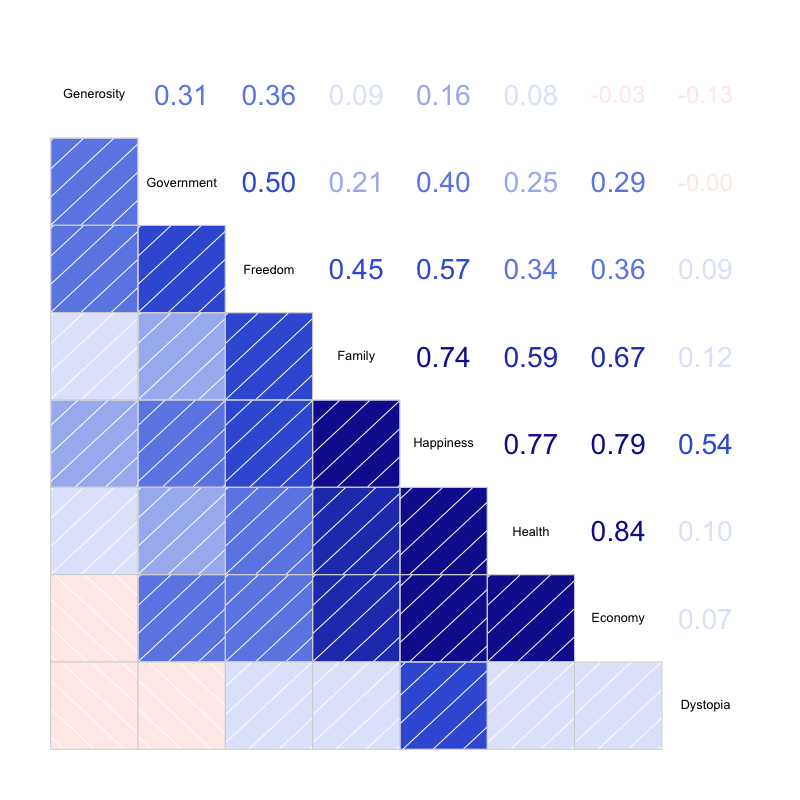 Generosity 0.31 0.36 0.09 0.16 0.08 -0.03 -0.13
Government 0.50 0.21 0.40 0.25 0.29 -0.00
Freedom 0.45 0.57 0.34 0.36 0.09
Family 0.74 0.59 0.67 0.12
Happiness 0.77 0.79 0.54
Health 0.84 0.10
Economy 0.07
Dystopia